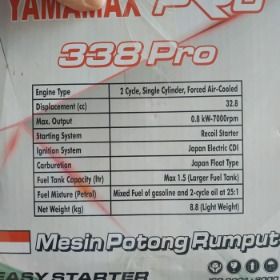 YAMAMAX PRO
338 Pro
Engine Type 2 Cycle, Single Cylinder, Forced Air-Cooled
Displacement (cc) 32.8
Max. Output 0.8 kW-7000rpm
Starting System Recoil Starter
Ignition System Japan Electric CDI
Carburetion Japan Float Type
Fuel Tank Capacity (ltr) Max 1.5 (Larger Fuel Tank)
Fuel Mixture (Petrol) Mixed Fuel of gasoline and 2-cycle oil at 25:1
Net Weight (kg) 8.8 (Light Weight)
Mesin Potong Rumput
EASY STARTER